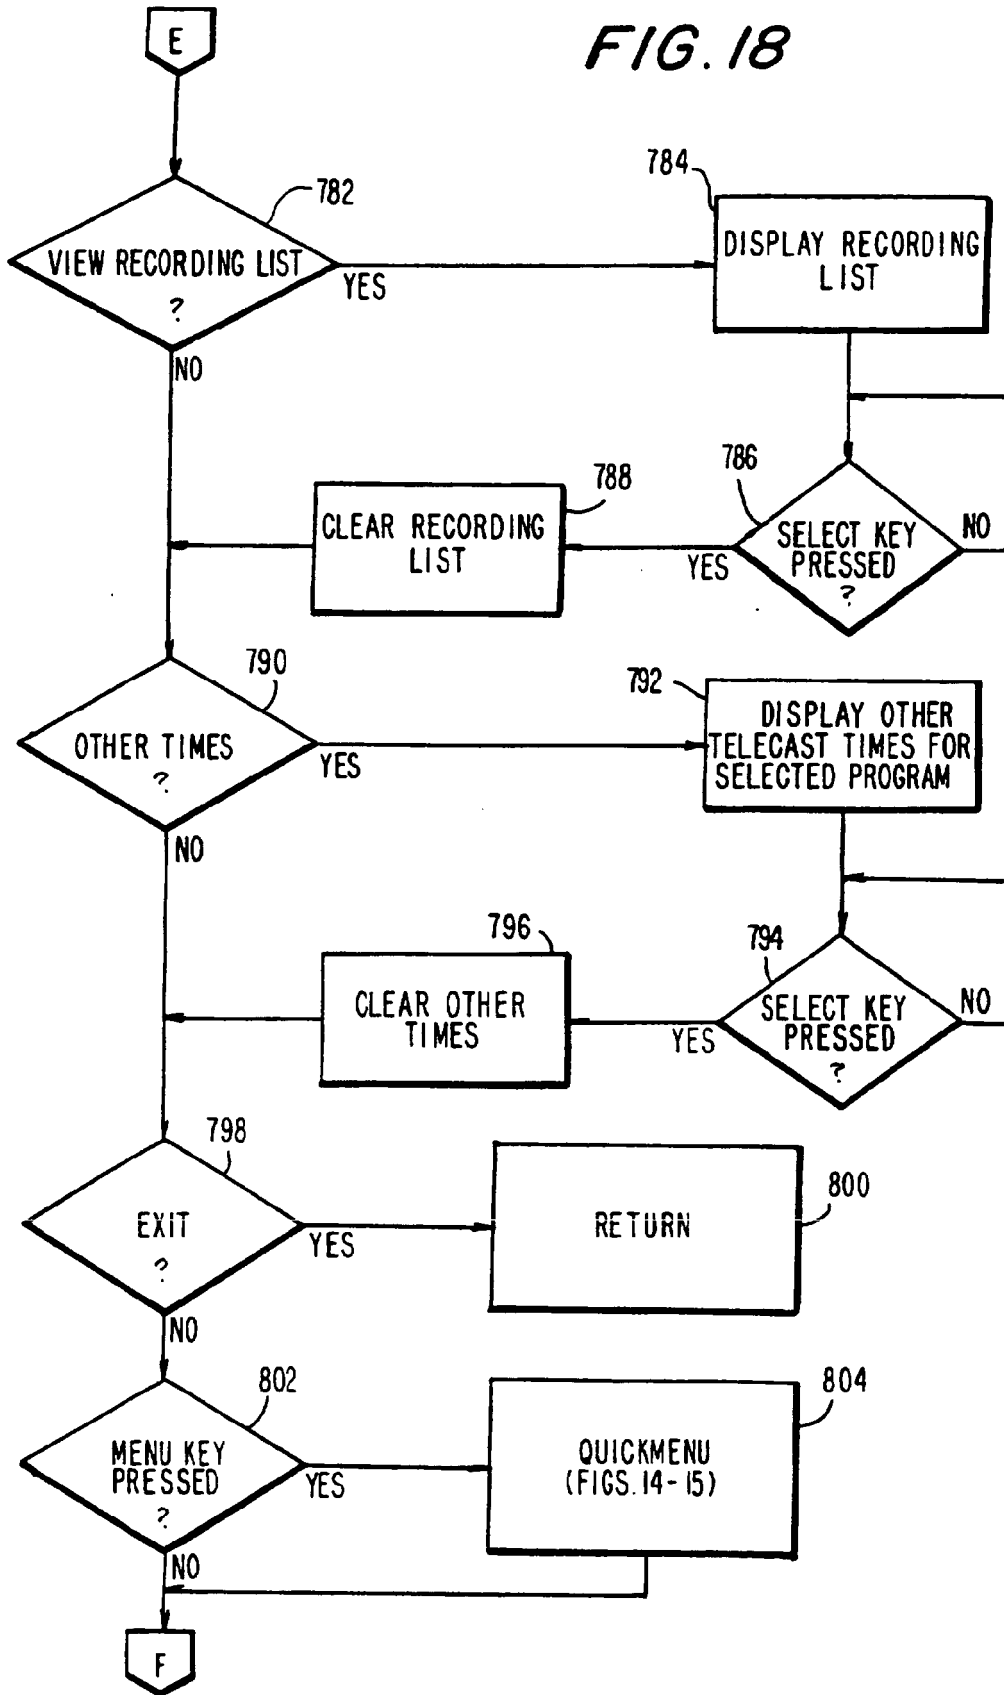 FIG. 18
E
782
784
VIEW RECORDING LIST
?
YES
NO
DISPLAY RECORDING
LIST
786
788
CLEAR RECORDING
LIST
SELECT KEY
PRESSED
?
YES
NO
790
792
OTHER TIMES
?
YES
NO
DISPLAY OTHER
TELECAST TIMES FOR
SELECTED PROGRAM
794
796
CLEAR OTHER
TIMES
SELECT KEY
PRESSED
?
YES
NO
798
EXIT
?
YES
NO
800
RETURN
802
MENU KEY
PRESSED
?
YES
NO
804
QUICKMENU
(FIGS. 14-15)
F